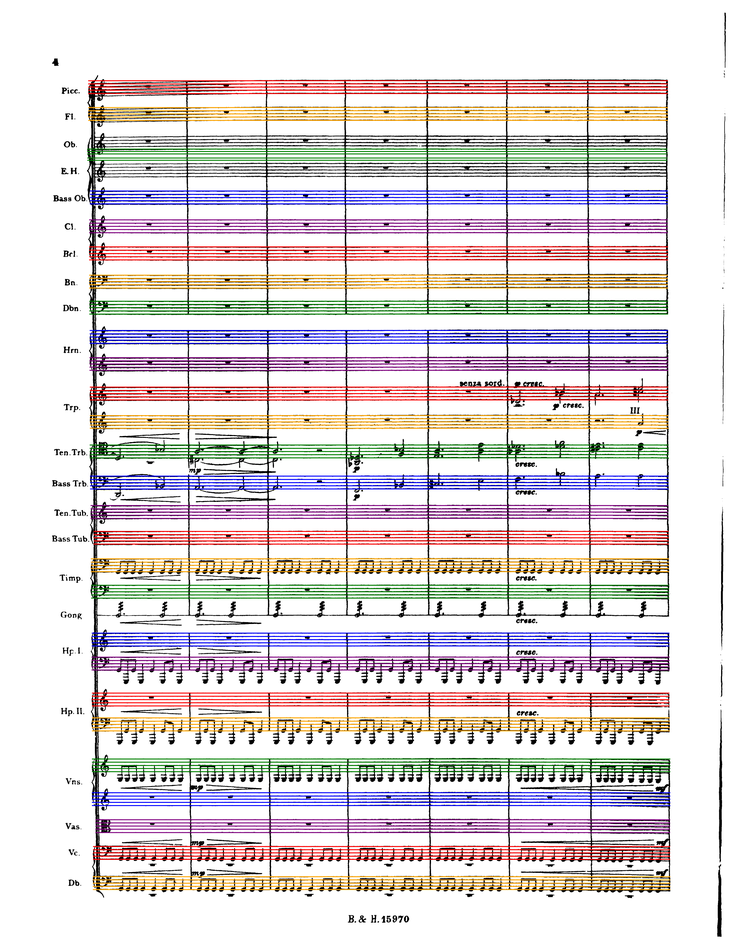 4
Picc.
Fl.
Ob.
E. H.
Bass Ob.
Cl.
Brl.
Bn.
Dbn.
Hrn.
senza sord. p cresc.
Trp.
p cresc.
III
p
Ten. Trb.
mp
p
cresc.
Bass Trb.
p
cresc.
Ten. Tub.
Bass Tub.
Timp.
cresc.
Gong
cresc.
Hp. I.
cresc.
Hp. II.
cresc.
Vns.
mp
mf
Vas.
mp
mf
Vc.
mp
mf
Db.
B. & H. 15970